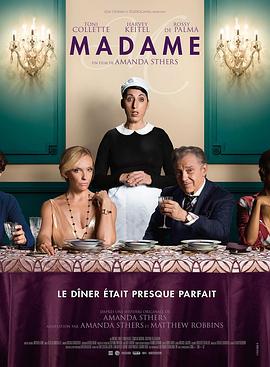 TONI HARVEY ROSSY
COLLETTE KEITEL DE PALMA
MADAME
UN FILM DE AMANDA STHERS
LE DÎNER ÉTAIT PRESQUE PARFAIT
D'APRÈS UNE HISTOIRE ORIGINALE DE
AMANDA STHERS
ADAPTATION PAR AMANDA STHERS ET MATTHEW ROBBINS